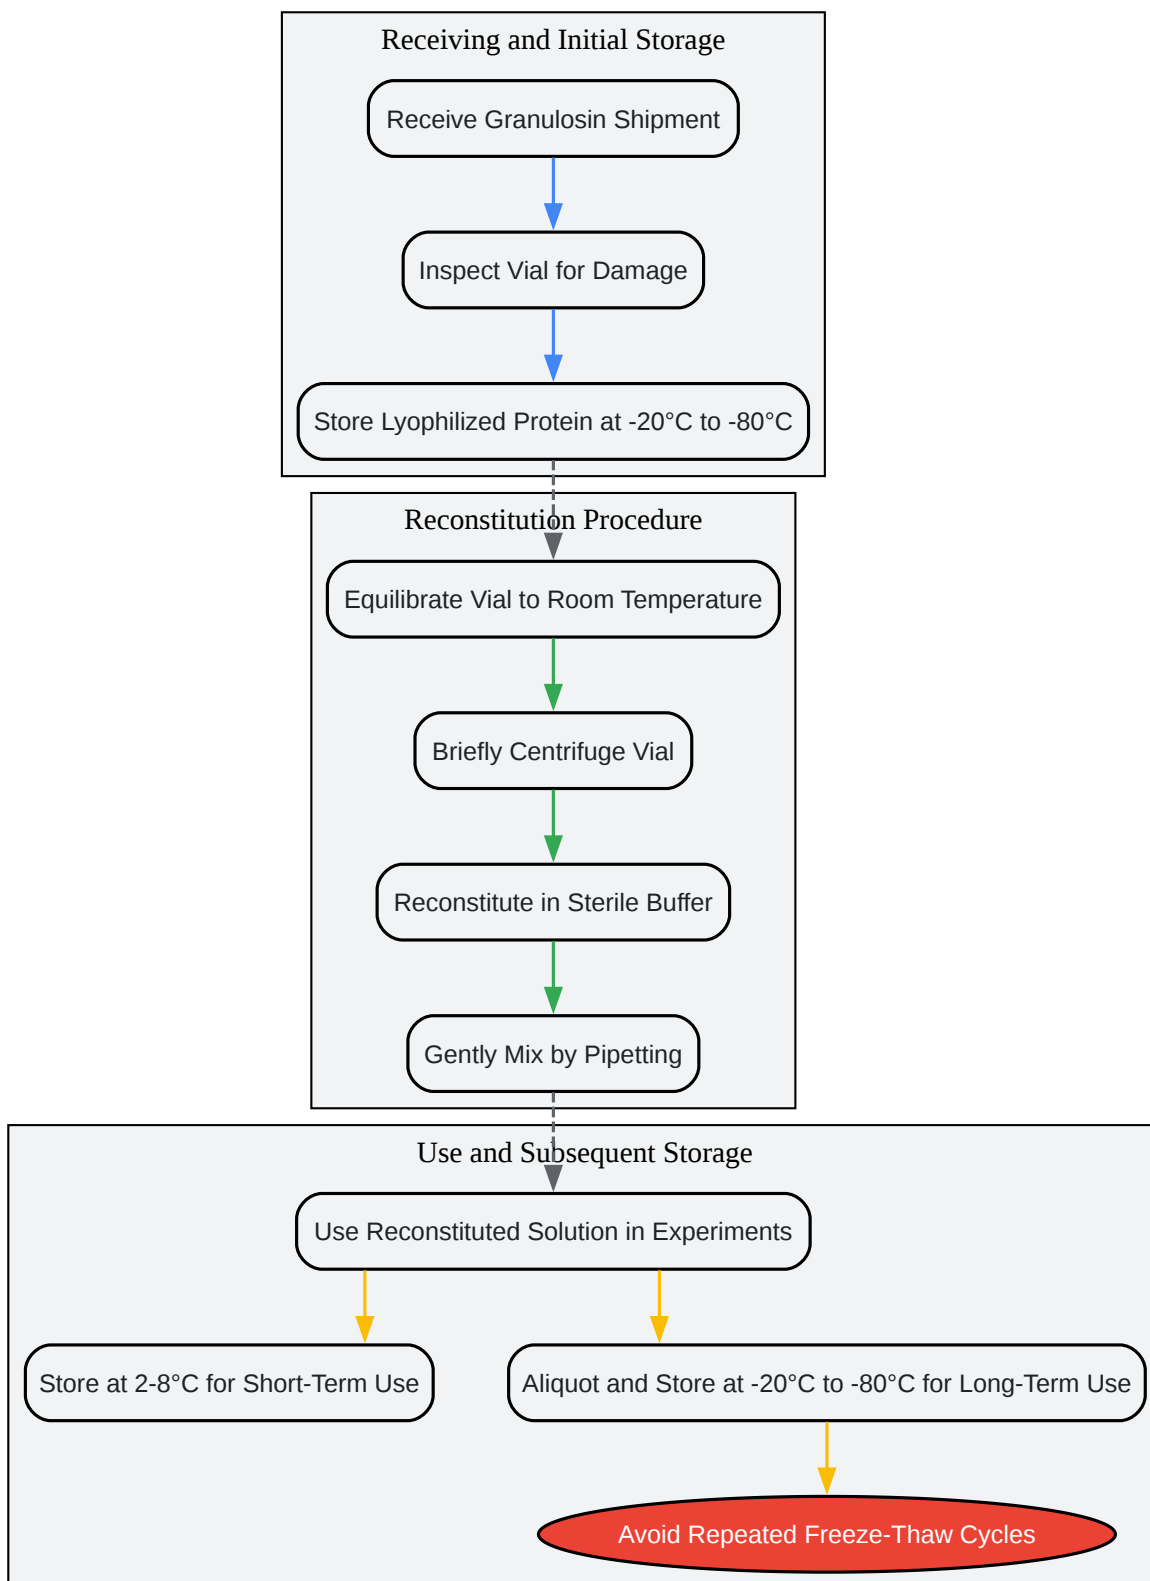 Receiving and Initial Storage
Receive Granulosin Shipment
Inspect Vial for Damage
Store Lyophilized Protein at -20°C to -80°C
Reconstitution Procedure
Equilibrate Vial to Room Temperature
Briefly Centrifuge Vial
Reconstitute in Sterile Buffer
Gently Mix by Pipetting
Use and Subsequent Storage
Use Reconstituted Solution in Experiments
Store at 2-8°C for Short-Term Use
Aliquot and Store at -20°C to -80°C for Long-Term Use
Avoid Repeated Freeze-Thaw Cycles